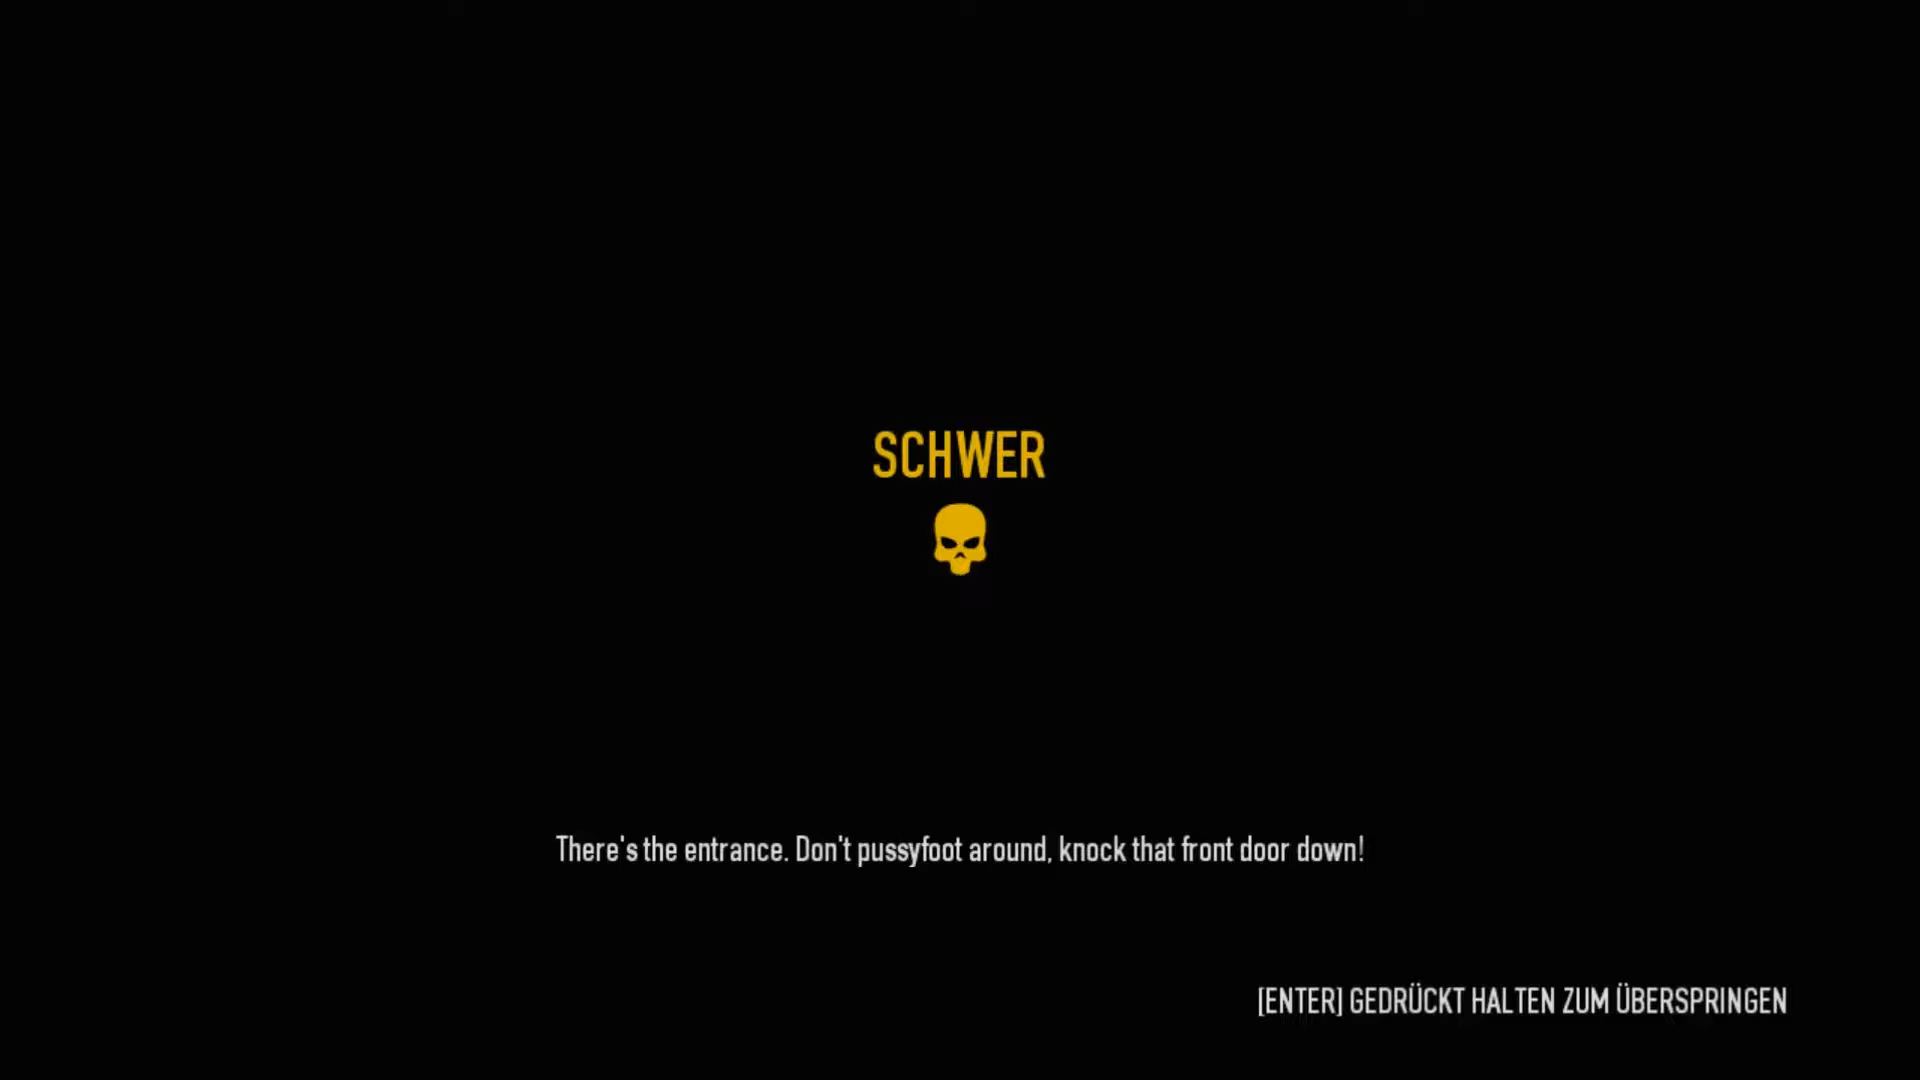 SCHWER
There's the entrance. Don't pussyfoot around, knock that front door down!
[ENTER] GEDRÜCKT HALTEN ZUM ÜBERSPRINGEN